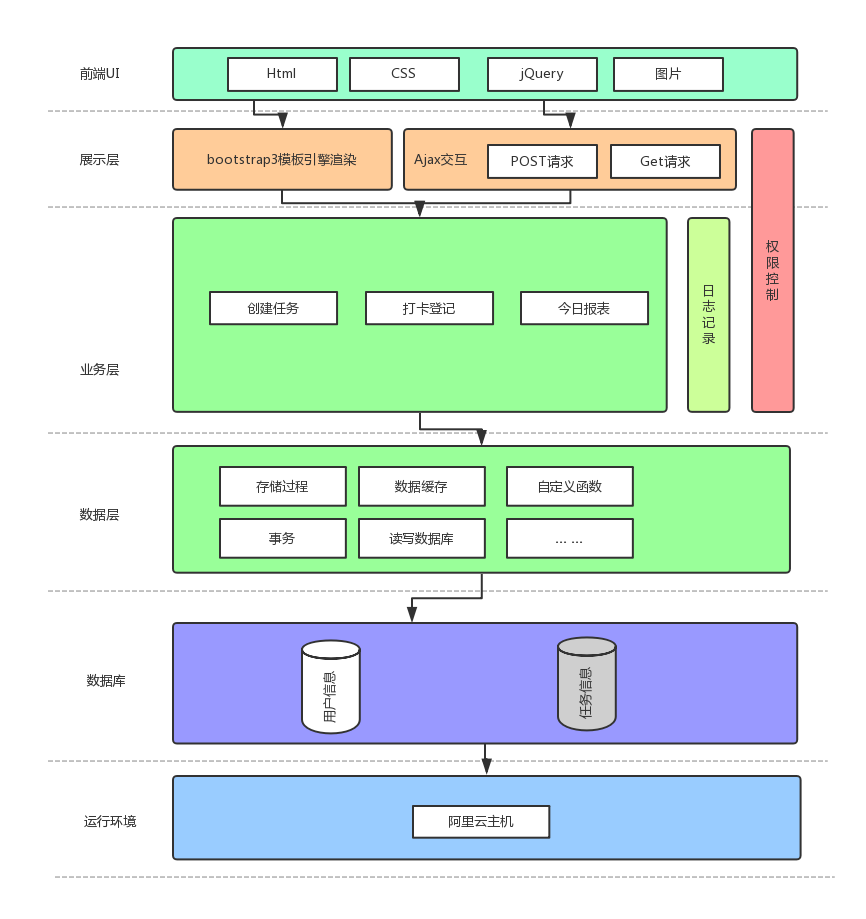 前端UI
Html
CSS
jQuery
图片
展示层
bootstrap3模板引擎渲染
Ajax交互
POST请求
Get请求
权限控制
业务层
创建任务
打卡登记
今日报表
日志记录
数据层
存储过程
数据缓存
自定义函数
事务
读写数据库
... ...
数据库
用户信息
任务信息
运行环境
阿里云主机